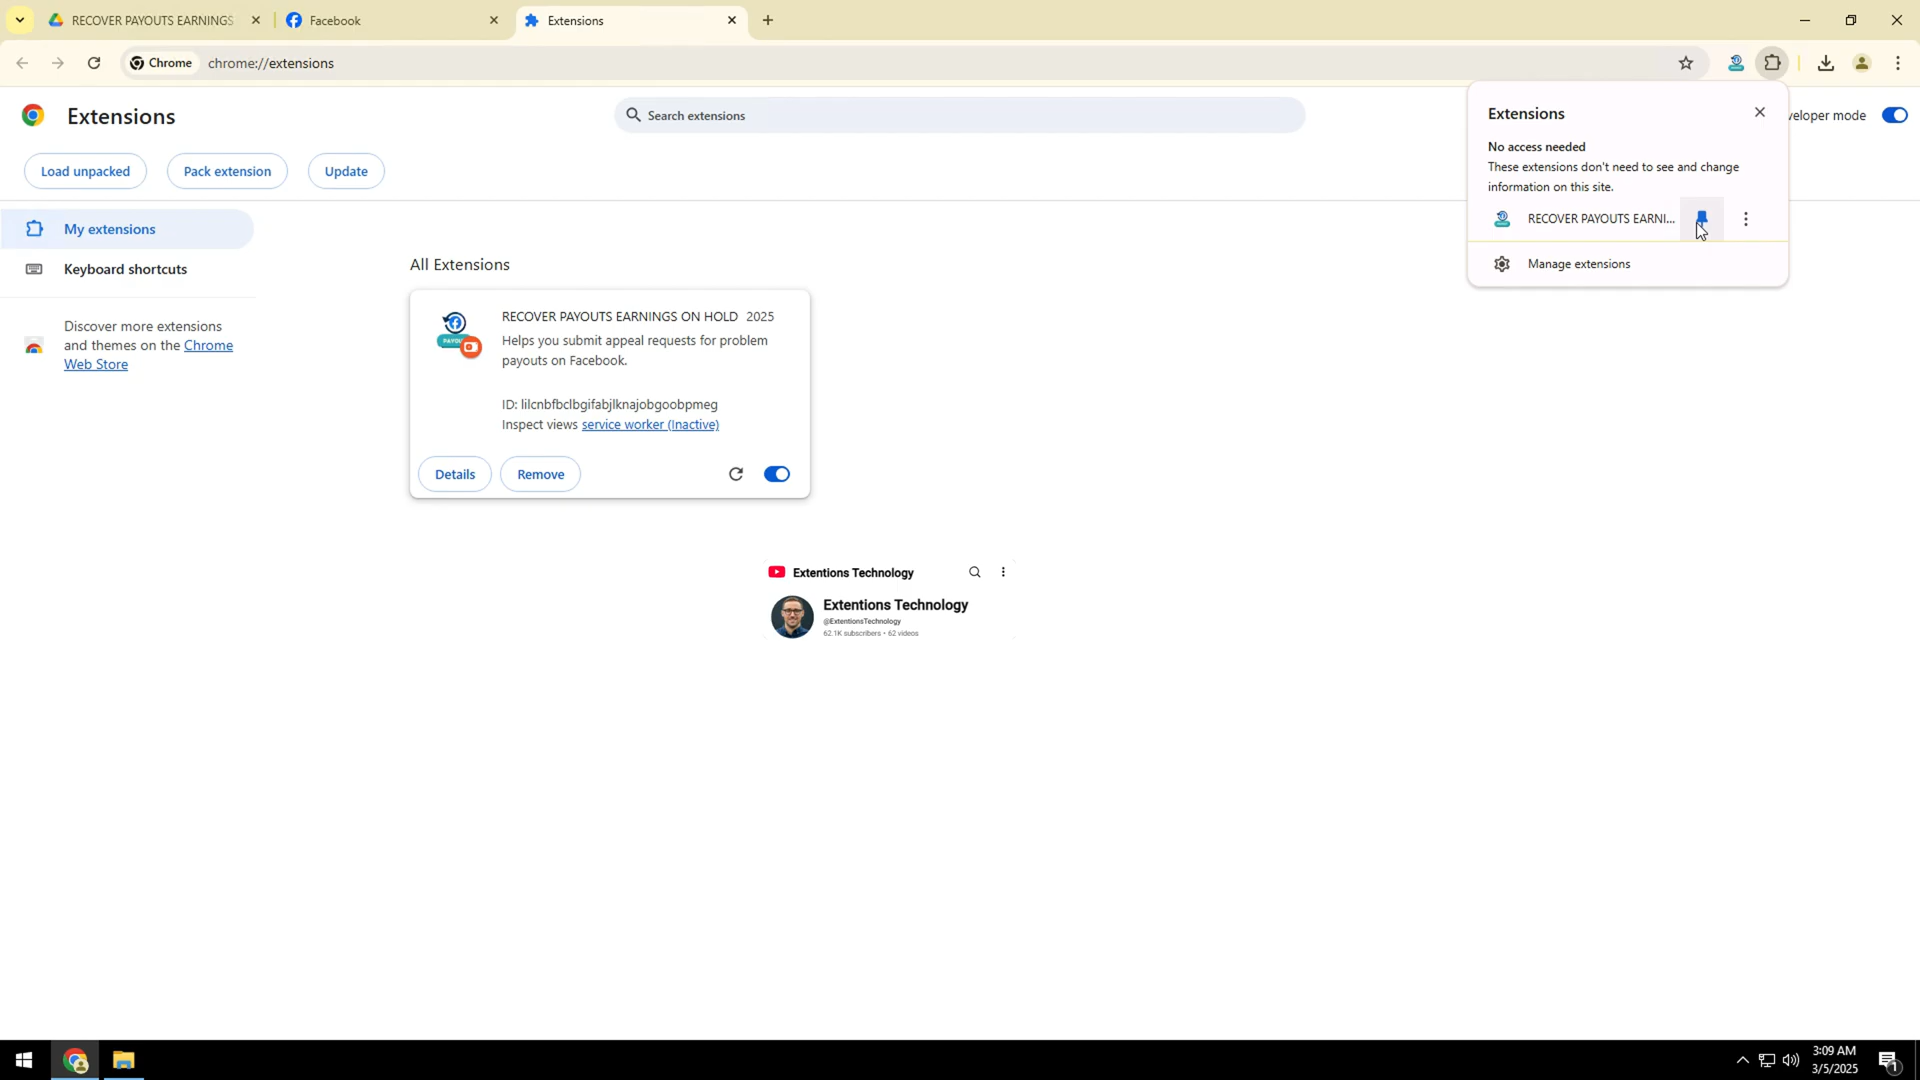 RECOVER PAYOUTS EARNINGS
Facebook
Extensions
Chrome
chrome://extensions
Extensions
Search extensions
veloper mode
Load unpacked
Pack extension
Update
My extensions
Keyboard shortcuts
Discover more extensions
and themes on the Chrome
Web Store
All Extensions
RECOVER PAYOUTS EARNINGS ON HOLD 2025
Helps you submit appeal requests for problem
payouts on Facebook.
ID: lilcnbfbclbgifabjlknajobgoobpmeg
Inspect views service worker (Inactive)
Details
Remove
Extensions
No access needed
These extensions don't need to see and change
information on this site.
RECOVER PAYOUTS EARNI...
Manage extensions
Extentions Technology
Extentions Technology
@ExtentionsTechnology
62.1K subscribers • 62 videos
3:09 AM
3/5/2025
1